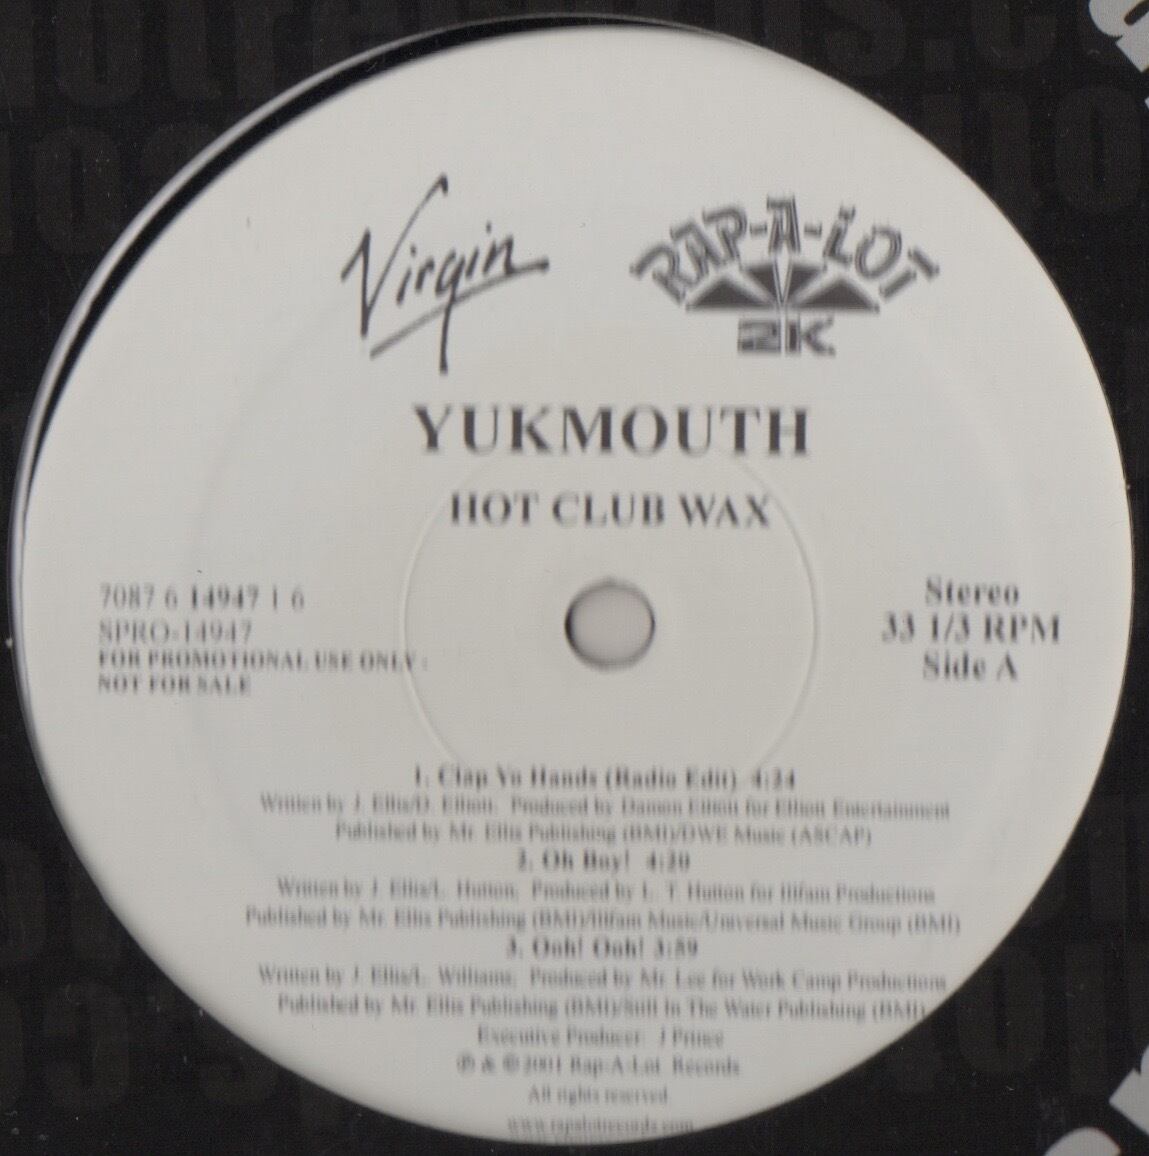 Virgin
RAP-A-LOT
2K
YUKMOUTH
HOT CLUB WAX
7087 6 14947 1 6
SPRO-14947
FOR PROMOTIONAL USE ONLY :
NOT FOR SALE
Stereo
33 1/3 RPM
Side A
1. Clap Yo Hands (Radio Edit) 4:24
Written by J. Ellis/D. Elliott. Produced by Damon Elliott for Elliott Entertainment
Published by Mr. Ellis Publishing (BMI)/DWE Music (ASCAP)
2. Oh Boy! 4:20
Written by J. Ellis/L. Hutton, Produced by L. T. Hutton for Illfam Productions
Published by Mr. Ellis Publishing (BMI)/Illfam Music/Universal Music Group (BMI)
3. Ooh! Ooh! 3:59
Written by J. Ellis/L. Williams, Produced by Mr. Lee for Work Camp Productions
Published by Mr. Ellis Publishing (BMI)/Still In The Water Publishing (BMI)
Executive Producer: J Prince
℗ & © 2001 Rap-A-Lot Records
All rights reserved
www.rapalotrecords.com